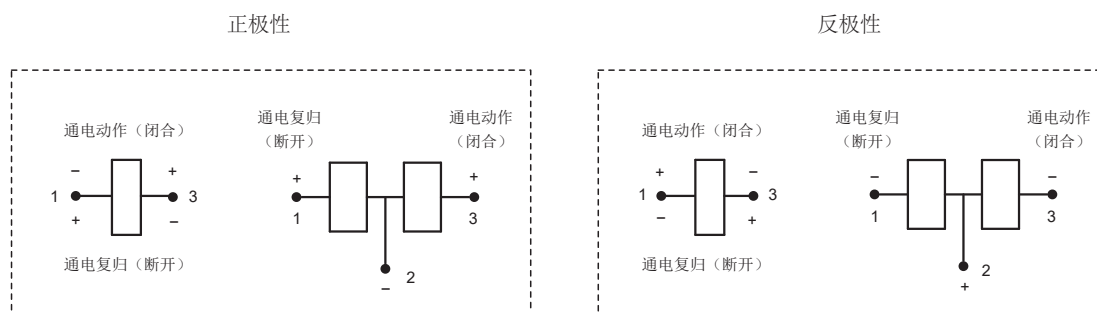 正极性
反极性
通电动作（闭合）
− +
1 3
+ −
通电复归（断开）
通电复归
（断开）
通电动作
（闭合）
+ +
1 3
− 2
通电动作（闭合）
+ −
1 3
− +
通电复归（断开）
通电复归
（断开）
通电动作
（闭合）
− −
1 3
2
+